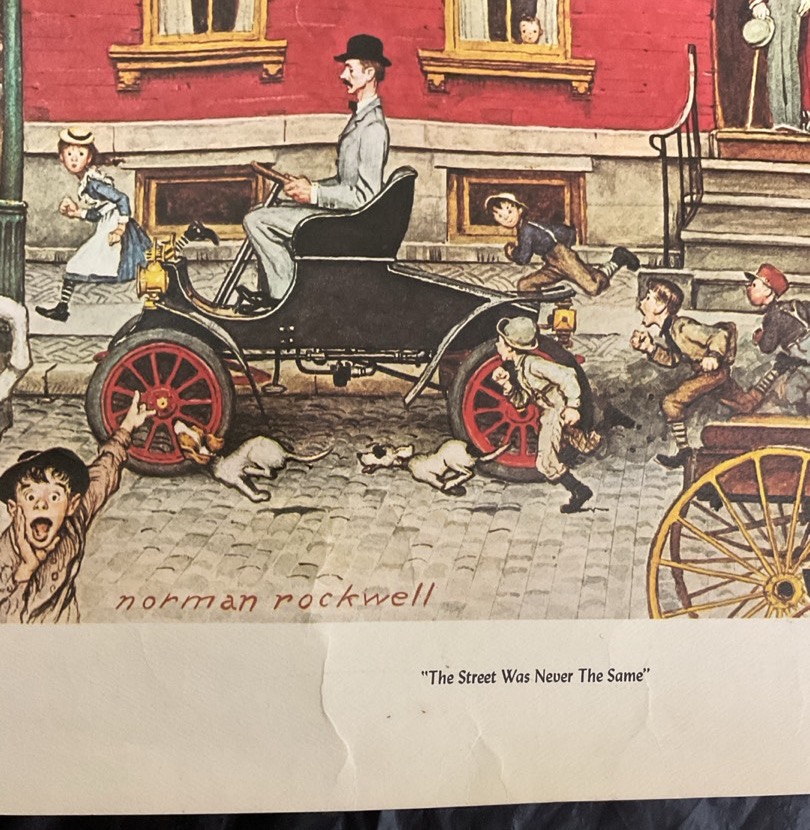 norman rockwell
"The Street Was Never The Same"